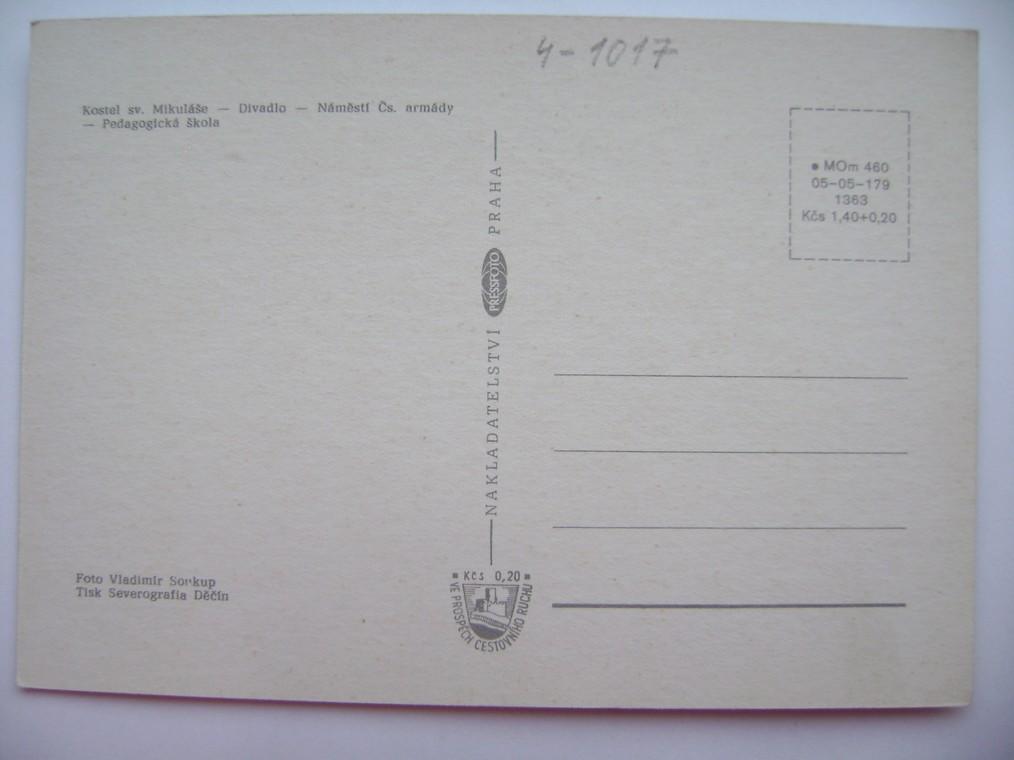 4-1017
Kostel sv. Mikuláše — Divadlo — Náměstí Čs. armády
— Pedagogická škola
● MOm 460
05-05-179
1363
Kčs 1,40+0,20
NAKLADATELSTVÍ PRESSFOTO PRAHA
Foto Vladimír Soukup
Tisk Severografia Děčín
▪ Kčs 0,20 ▪
VE PROSPĚCH CESTOVNÍHO RUCHU